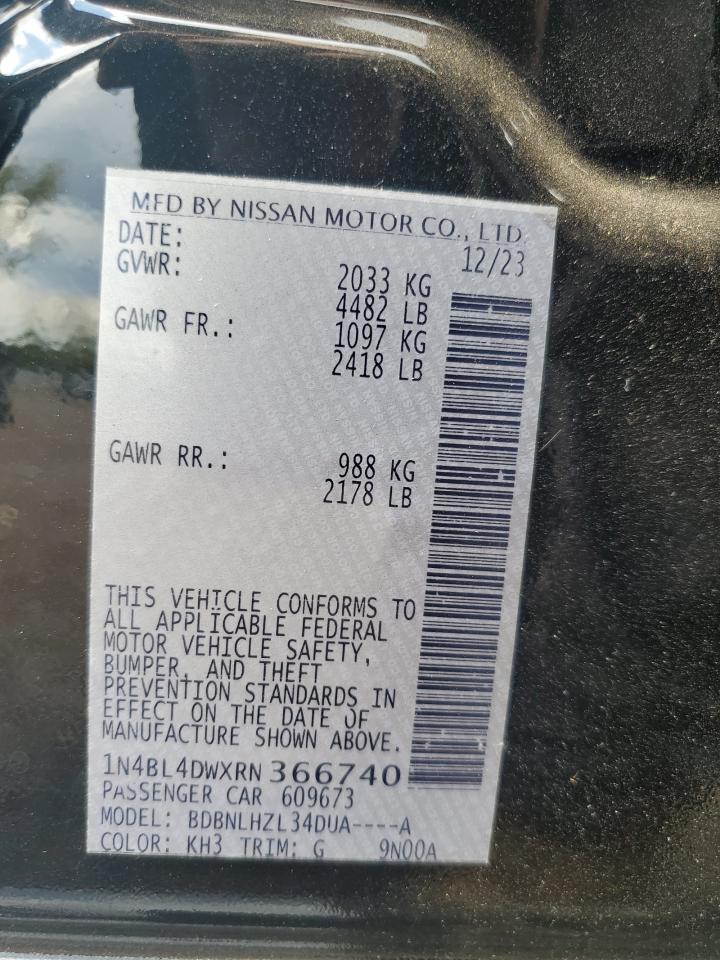 MFD BY NISSAN MOTOR CO., LTD
DATE: 12/23
GVWR: 2033 KG
4482 LB
GAWR FR.: 1097 KG
2418 LB
GAWR RR.: 988 KG
2178 LB
THIS VEHICLE CONFORMS TO
ALL APPLICABLE FEDERAL
MOTOR VEHICLE SAFETY,
BUMPER, AND THEFT
PREVENTION STANDARDS IN
EFFECT ON THE DATE OF
MANUFACTURE SHOWN ABOVE.
1N4BL4DWXRN 366740
PASSENGER CAR 609673
MODEL: BDBNLHZL34DUA----A
COLOR: KH3 TRIM: G 9N00A